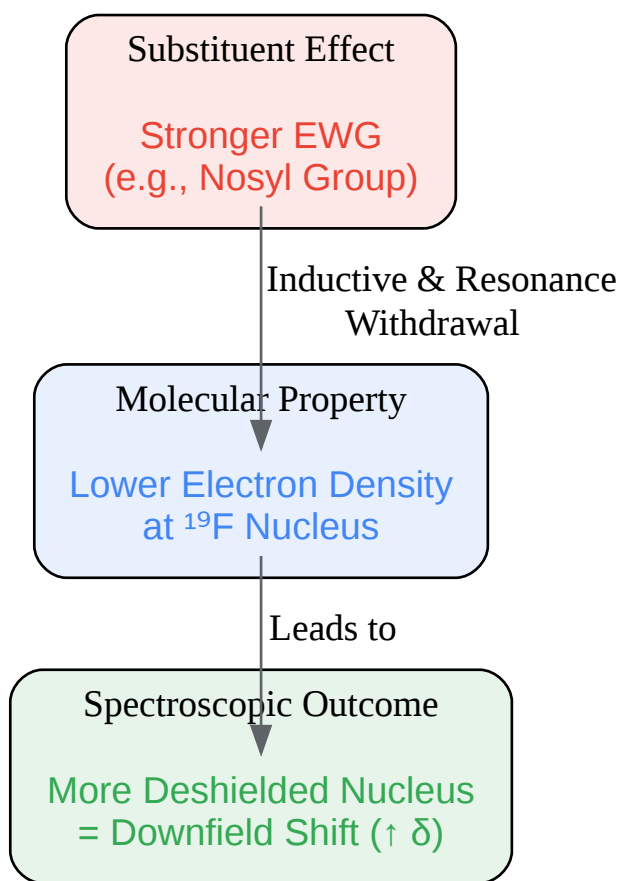 Substituent Effect
Stronger EWG
(e.g., Nosyl Group)
Inductive & Resonance
Withdrawal
Molecular Property
Lower Electron Density
at ¹⁹F Nucleus
Leads to
Spectroscopic Outcome
More Deshielded Nucleus
= Downfield Shift (↑ δ)